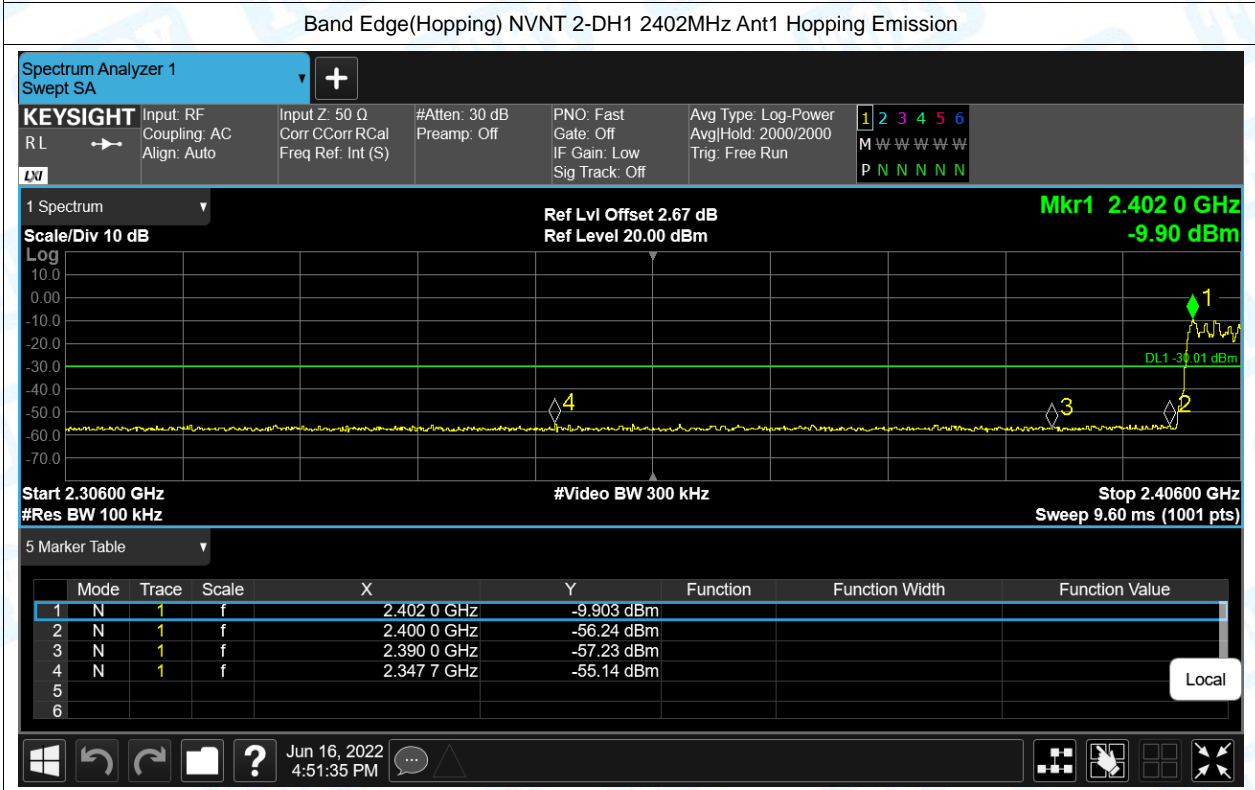 Band Edge(Hopping) NVNT 2-DH1 2402MHz Ant1 Hopping Emission
Spectrum Analyzer 1
Swept SA
+
KEYSIGHT
RL
LXI
Input: RF
Coupling: AC
Align: Auto
Input Z: 50 Ω
Corr CCorr RCal
Freq Ref: Int (S)
#Atten: 30 dB
Preamp: Off
PNO: Fast
Gate: Off
IF Gain: Low
Sig Track: Off
Avg Type: Log-Power
Avg|Hold: 2000/2000
Trig: Free Run
1 2 3 4 5 6
M W W W W W
P N N N N N
1 Spectrum
Scale/Div 10 dB
Ref Lvl Offset 2.67 dB
Ref Level 20.00 dBm
Mkr1 2.402 0 GHz
-9.90 dBm
Log
10.0
0.00
-10.0
-20.0
-30.0
-40.0
-50.0
-60.0
-70.0
1
DL1 -30.01 dBm
4
3
2
Start 2.30600 GHz
#Video BW 300 kHz
Stop 2.40600 GHz
#Res BW 100 kHz
Sweep 9.60 ms (1001 pts)
5 Marker Table
Mode Trace Scale X Y Function Function Width Function Value
1 N 1 f 2.402 0 GHz -9.903 dBm
2 N 1 f 2.400 0 GHz -56.24 dBm
3 N 1 f 2.390 0 GHz -57.23 dBm
4 N 1 f 2.347 7 GHz -55.14 dBm
5
6
Local
?
Jun 16, 2022
4:51:35 PM